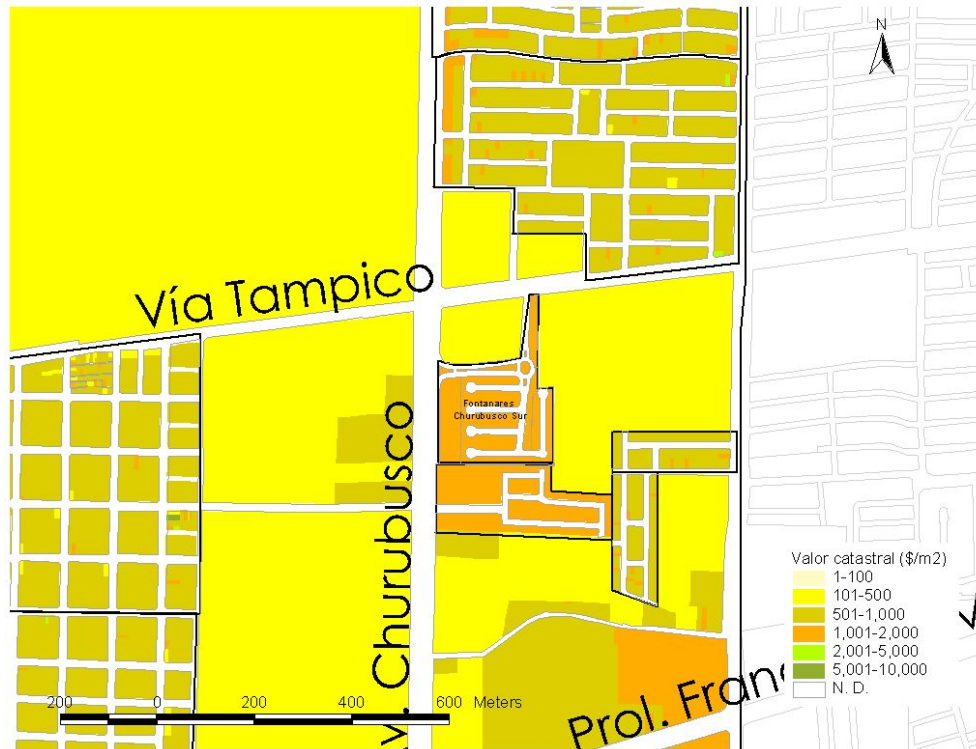 N
Vía Tampico
Fontanares
Churubusco Sur
v. Churubusco
Valor catastral ($/m2)
1-100
101-500
501-1,000
1,001-2,000
2,001-5,000
5,001-10,000
N. D.
200 0 200 400 600 Meters
Prol. Fran